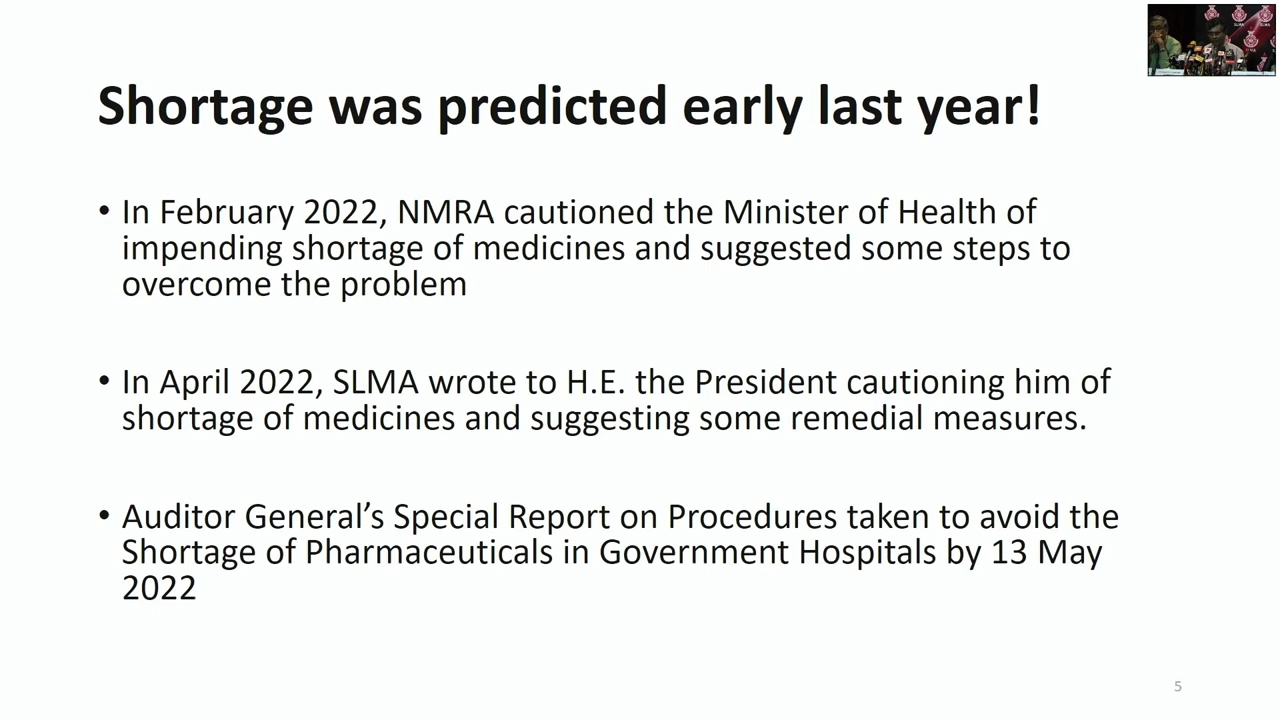 Shortage was predicted early last year!
• In February 2022, NMRA cautioned the Minister of Health of
impending shortage of medicines and suggested some steps to
overcome the problem
• In April 2022, SLMA wrote to H.E. the President cautioning him of
shortage of medicines and suggesting some remedial measures.
• Auditor General’s Special Report on Procedures taken to avoid the
Shortage of Pharmaceuticals in Government Hospitals by 13 May
2022
5